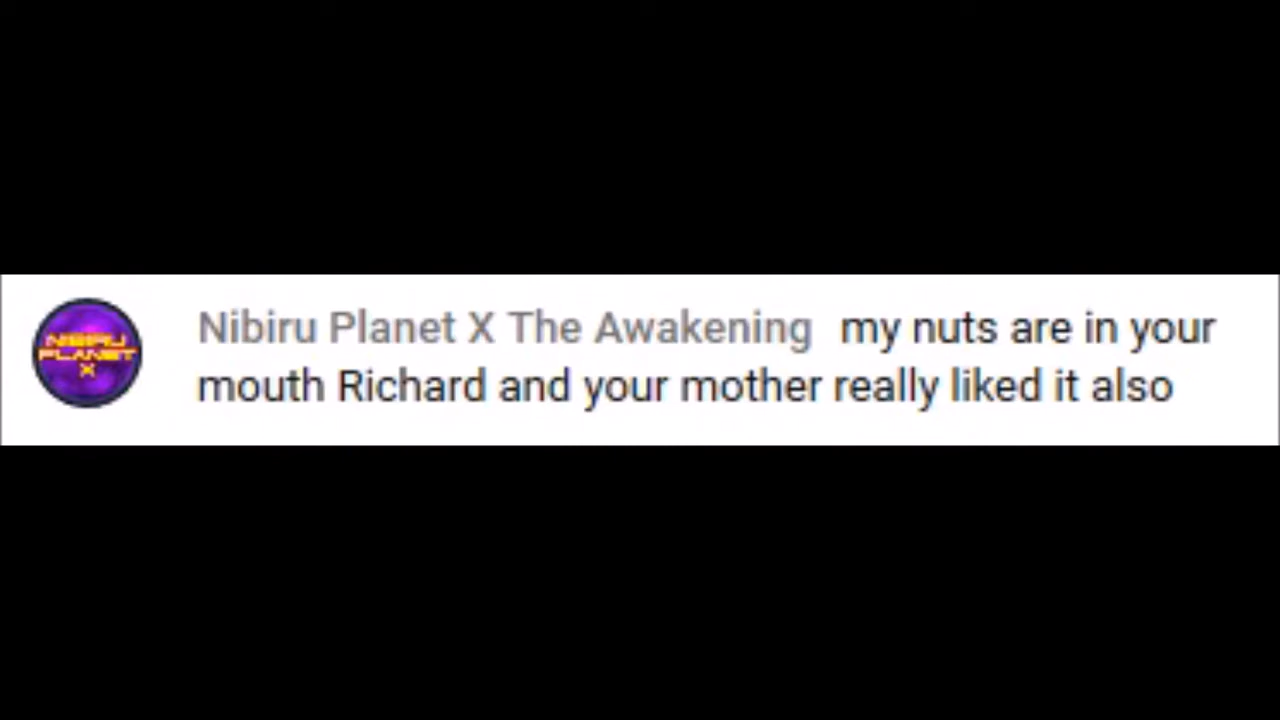 NIBIRU
PLANET
X
Nibiru Planet X The Awakening my nuts are in your
mouth Richard and your mother really liked it also